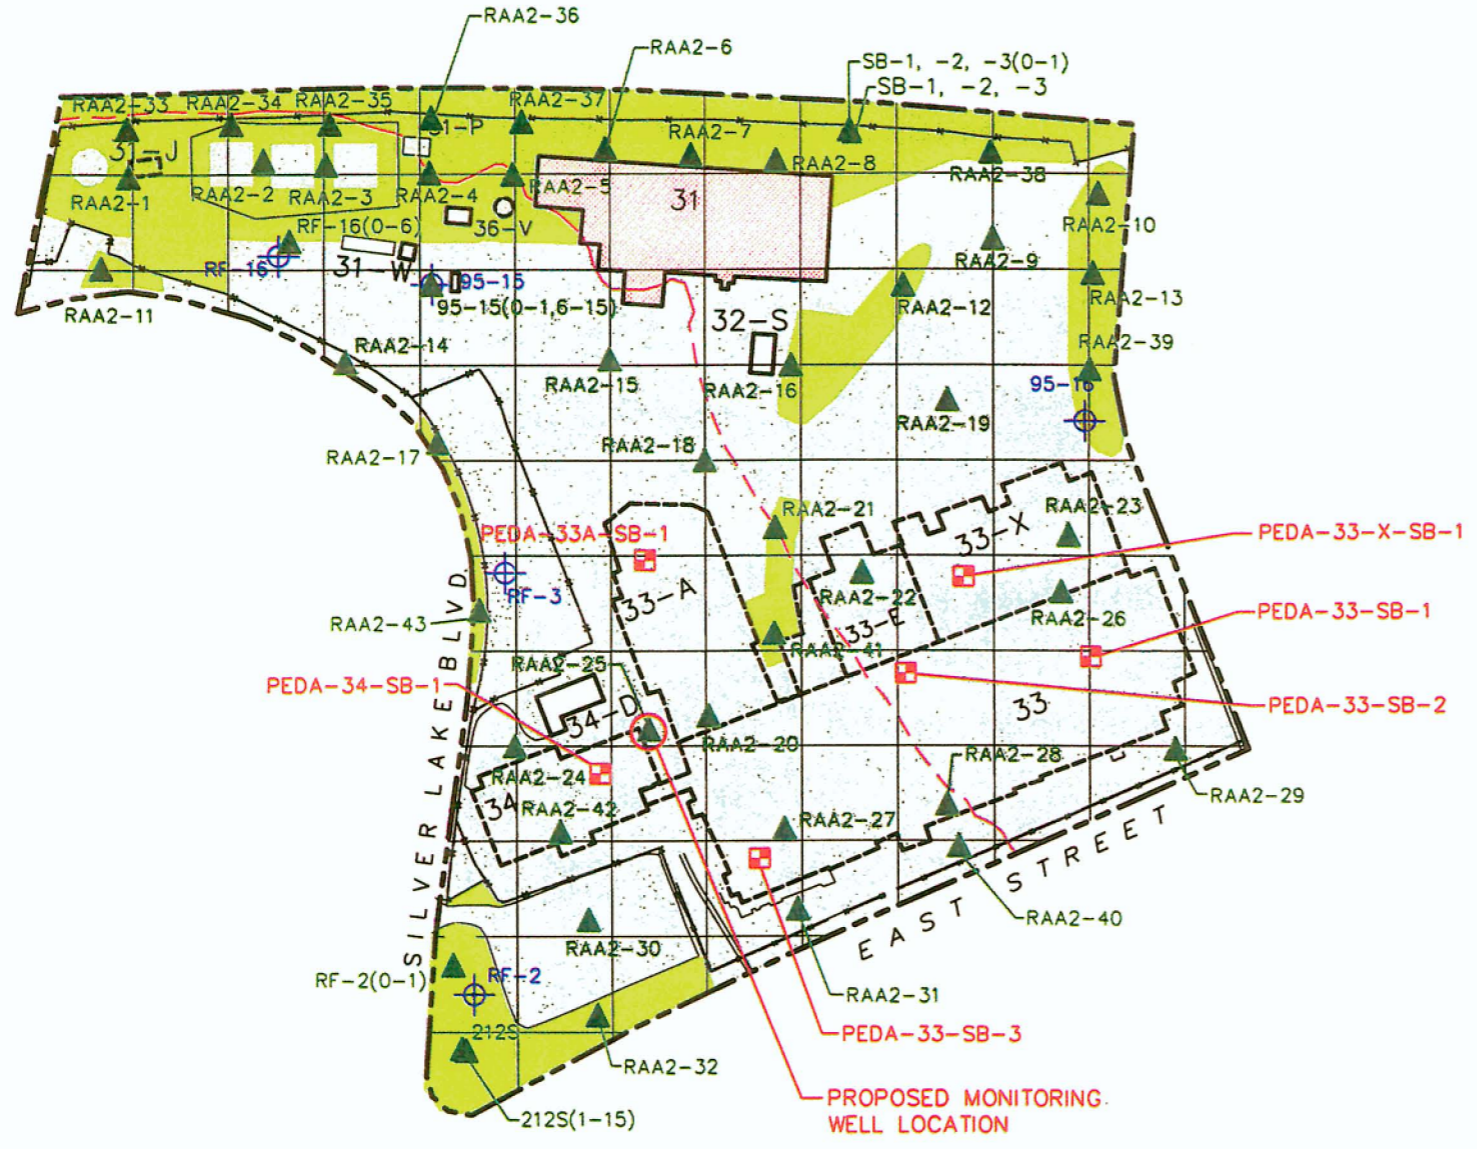 RAA2-36
RAA2-6
SB-1, -2, -3(0-1)
SB-1, -2, -3
RAA2-33
RAA2-34
RAA2-35
RAA2-37
31-P
RAA2-7
RAA2-8
RAA2-38
31-J
RAA2-1
RAA2-2
RAA2-3
RAA2-4
RAA2-5
31
RAA2-10
RF-16(0-6)
36-V
RF-16
31-W
95-15
95-15(0-1,6-15)
RAA2-9
RAA2-12
RAA2-13
RAA2-11
32-S
RAA2-14
RAA2-15
RAA2-16
RAA2-39
95-16
RAA2-19
RAA2-17
RAA2-18
RAA2-21
RAA2-23
PEDA-33A-SB-1
33-X
PEDA-33-X-SB-1
RF-3
33-A
RAA2-22
33-E
RAA2-26
PEDA-33-SB-1
RAA2-43
RAA2-41
RAA2-25
PEDA-34-SB-1
34-D
33
PEDA-33-SB-2
RAA2-20
RAA2-24
RAA2-28
34
RAA2-42
RAA2-27
RAA2-29
SILVER LAKE BLVD
EAST STREET
RAA2-40
RAA2-30
RF-2(0-1)
RF-2
RAA2-31
PEDA-33-SB-3
212S
RAA2-32
PROPOSED MONITORING
WELL LOCATION
212S(1-15)